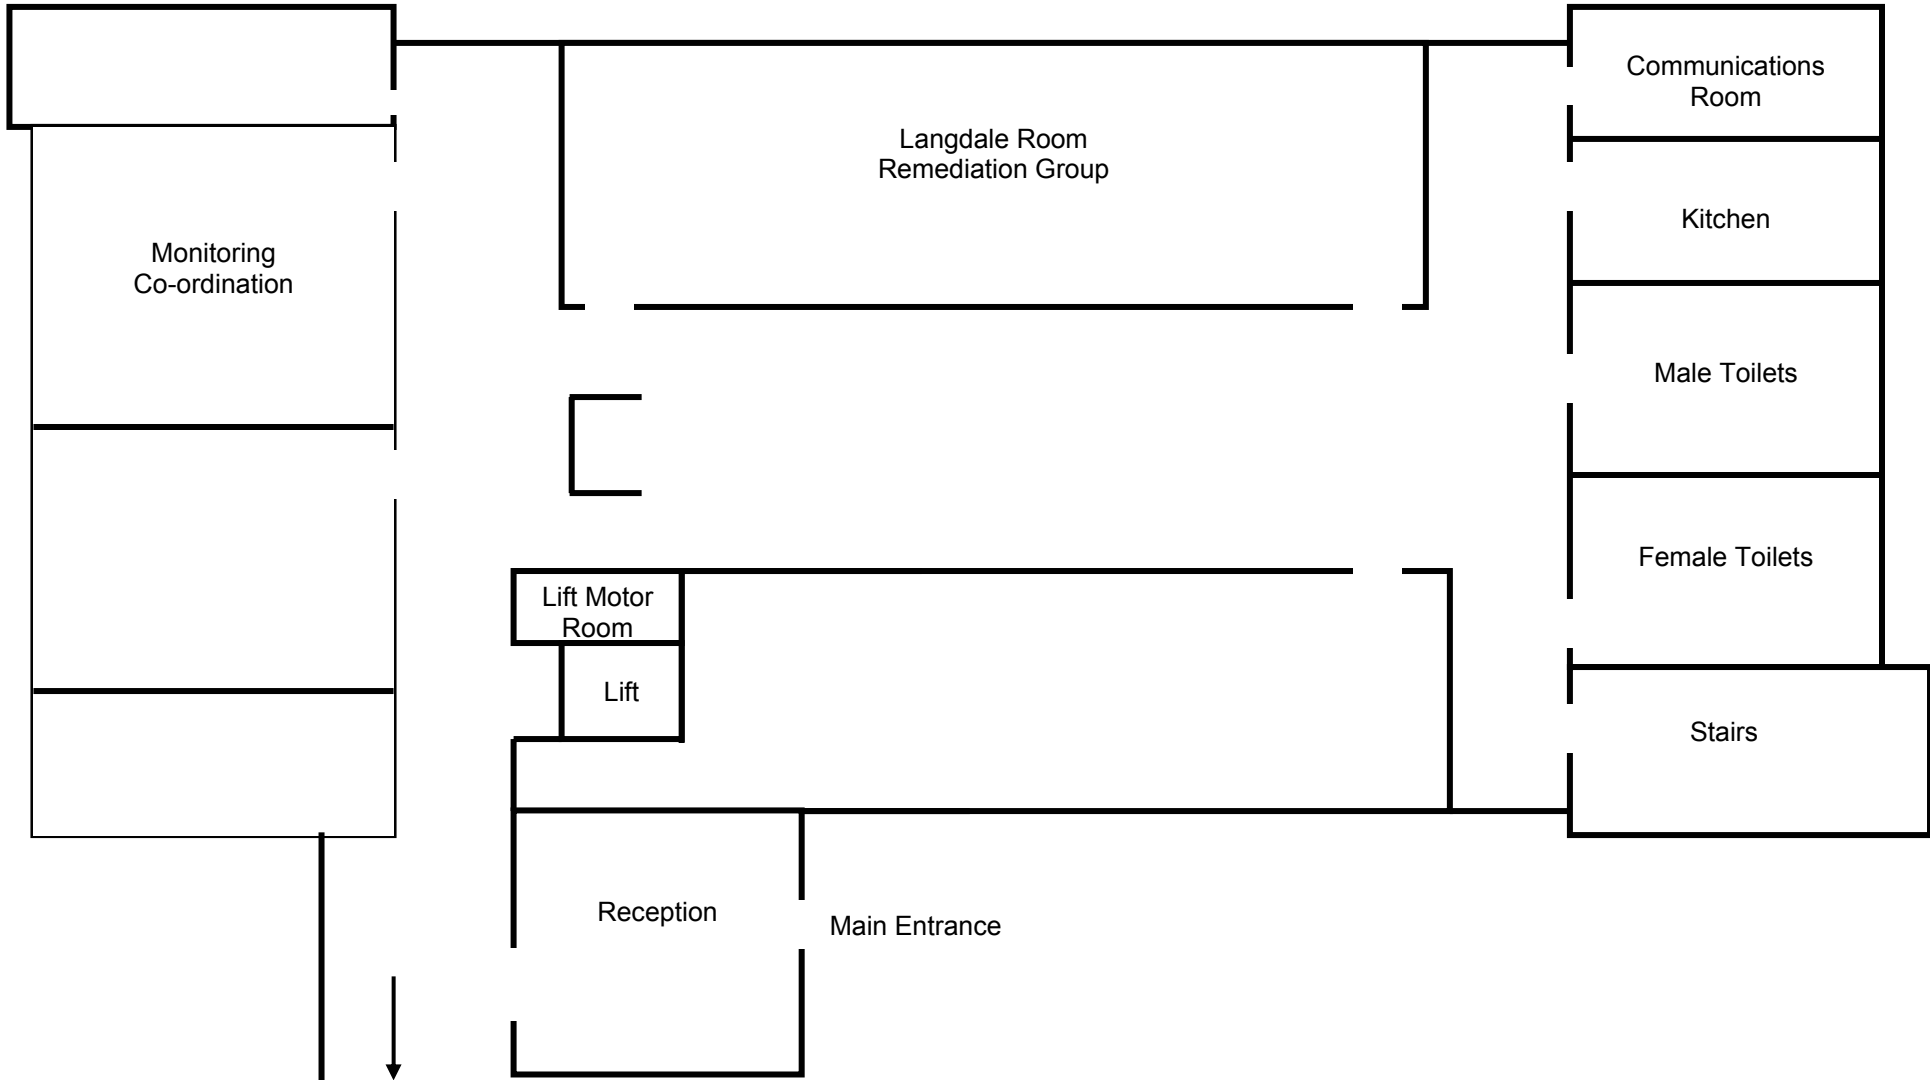 Communications
Room
Langdale Room
Remediation Group
Kitchen
Monitoring
Co-ordination
Male Toilets
Female Toilets
Lift Motor
Room
Lift
Stairs
Reception
Main Entrance